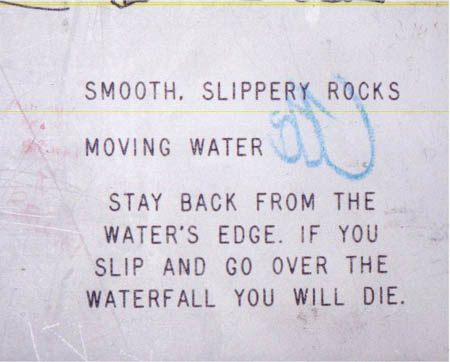 SMOOTH. SLIPPERY ROCKS
MOVING WATER
STAY BACK FROM THE
WATER'S EDGE. IF YOU
SLIP AND GO OVER THE
WATERFALL YOU WILL DIE.